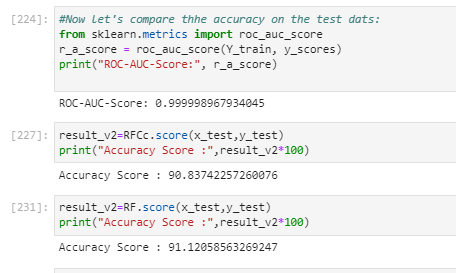 [224]: #Now let's compare thhe accuracy on the test dats:
from sklearn.metrics import roc_auc_score
r_a_score = roc_auc_score(Y_train, y_scores)
print("ROC-AUC-Score:", r_a_score)
ROC-AUC-Score: 0.999998967934045
[227]: result_v2=RFCc.score(x_test,y_test)
print("Accuracy Score :",result_v2*100)
Accuracy Score : 90.83742257260076
[231]: result_v2=RF.score(x_test,y_test)
print("Accuracy Score :",result_v2*100)
Accuracy Score : 91.12058563269247